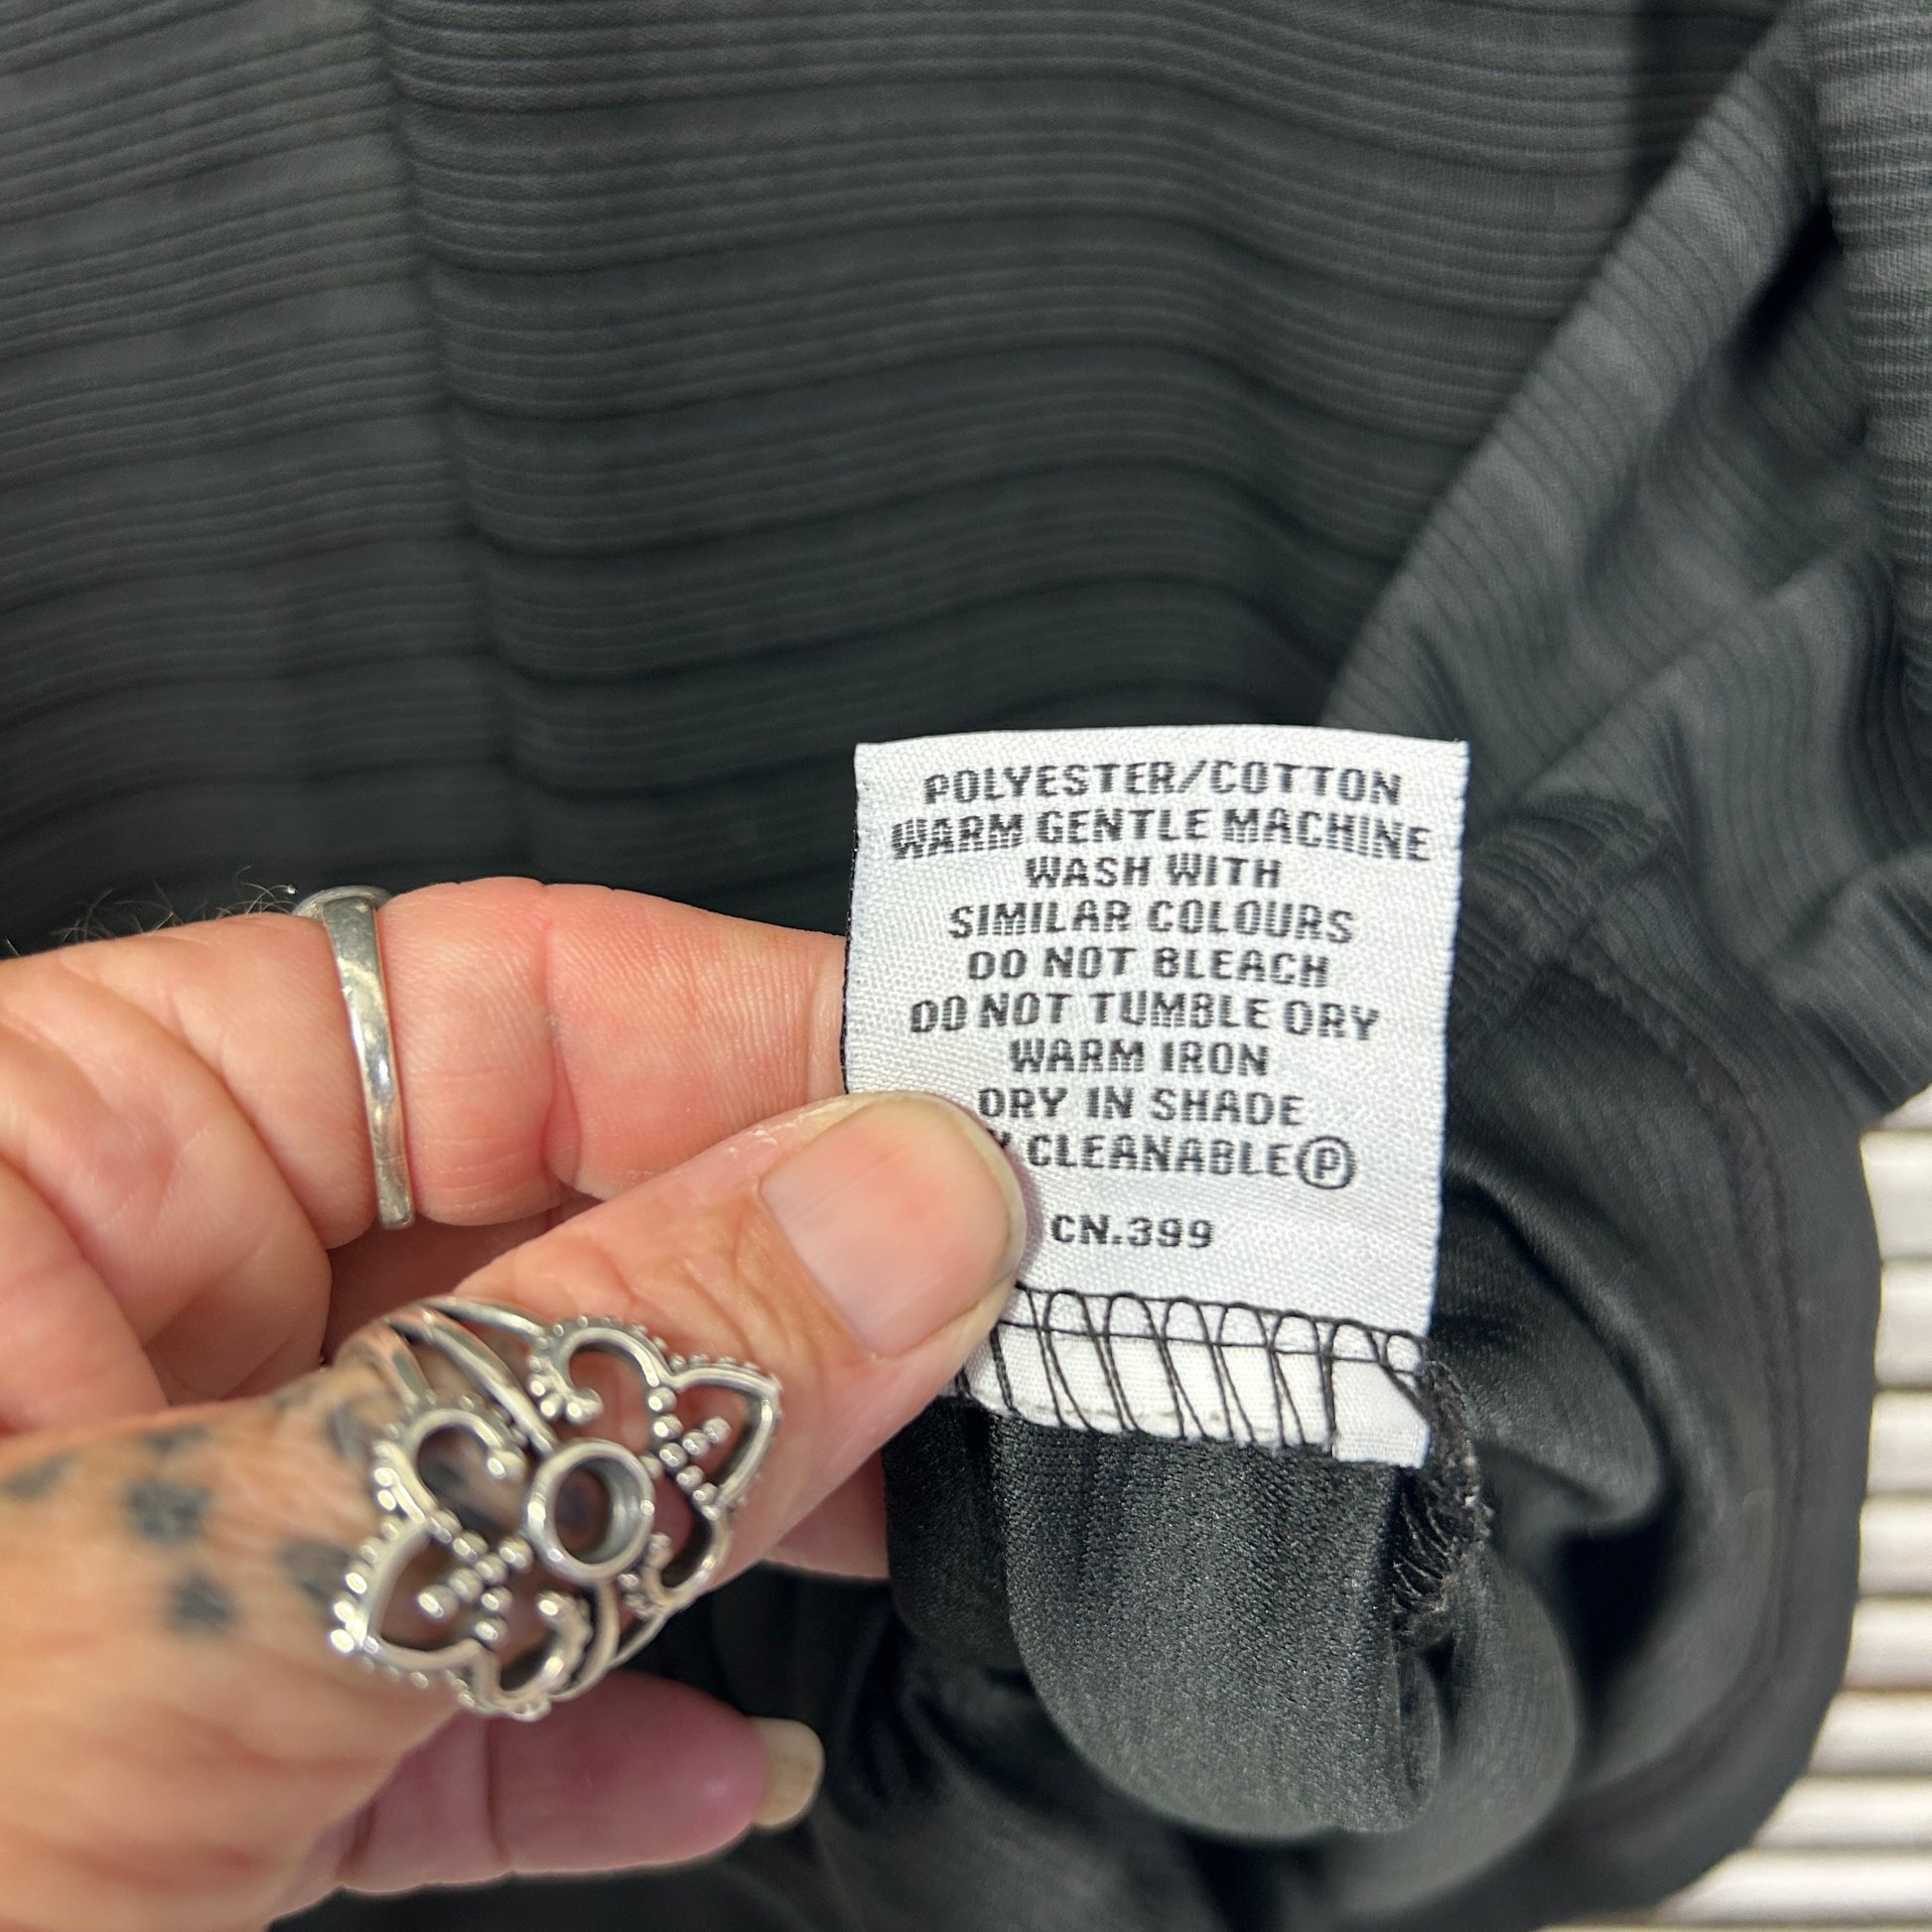 POLYESTER/COTTON
WARM GENTLE MACHINE
WASH WITH
SIMILAR COLOURS
DO NOT BLEACH
DO NOT TUMBLE DRY
WARM IRON
DRY IN SHADE
CLEANABLE Ⓟ
CN.399